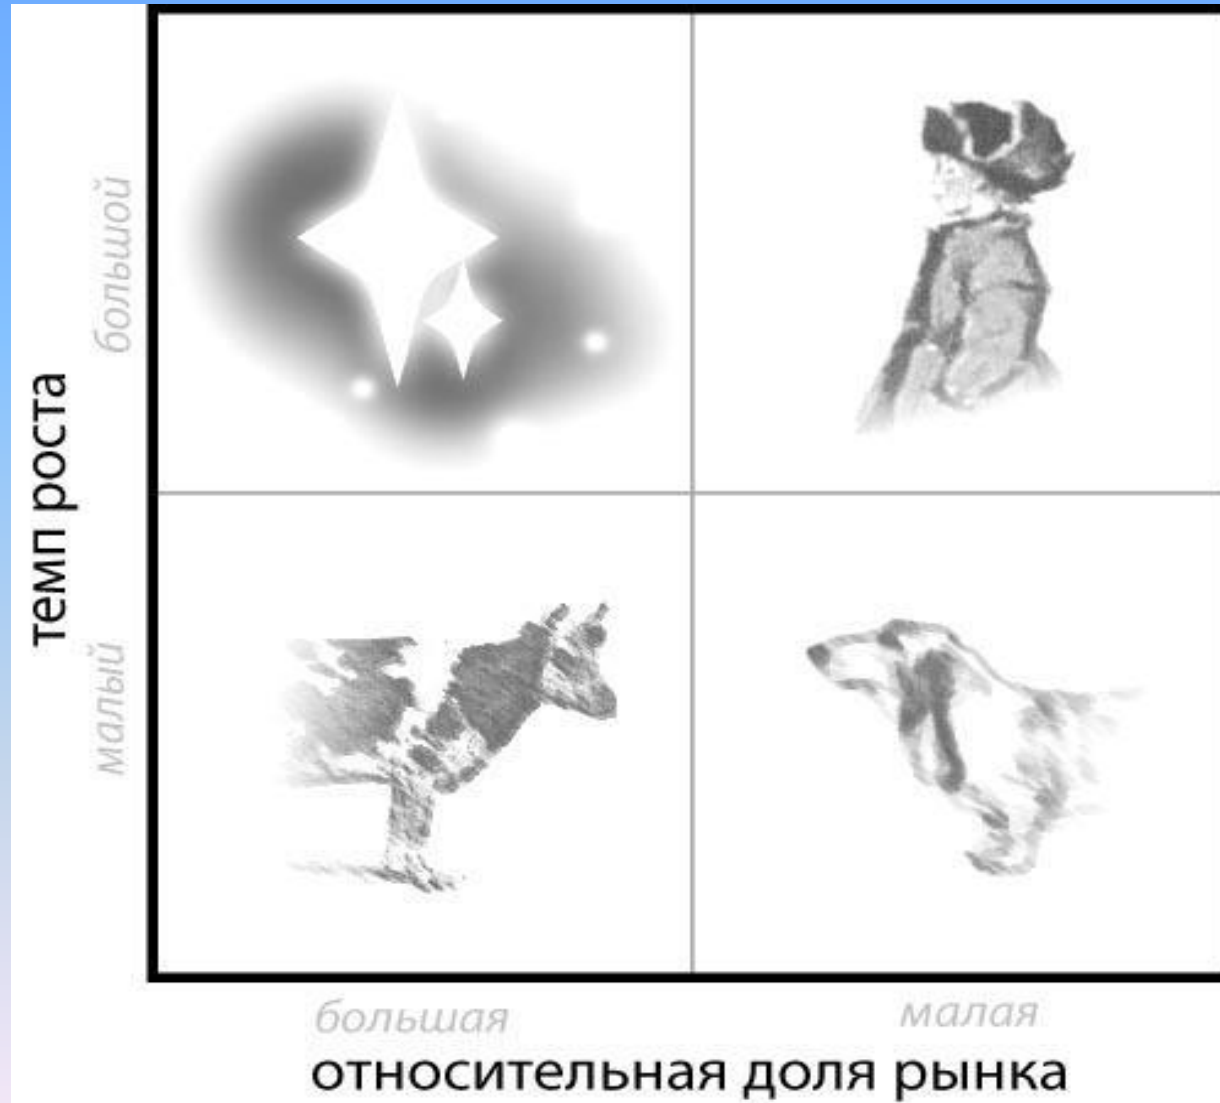 большой
темп роста
малый
большая
малая
относительная доля рынка